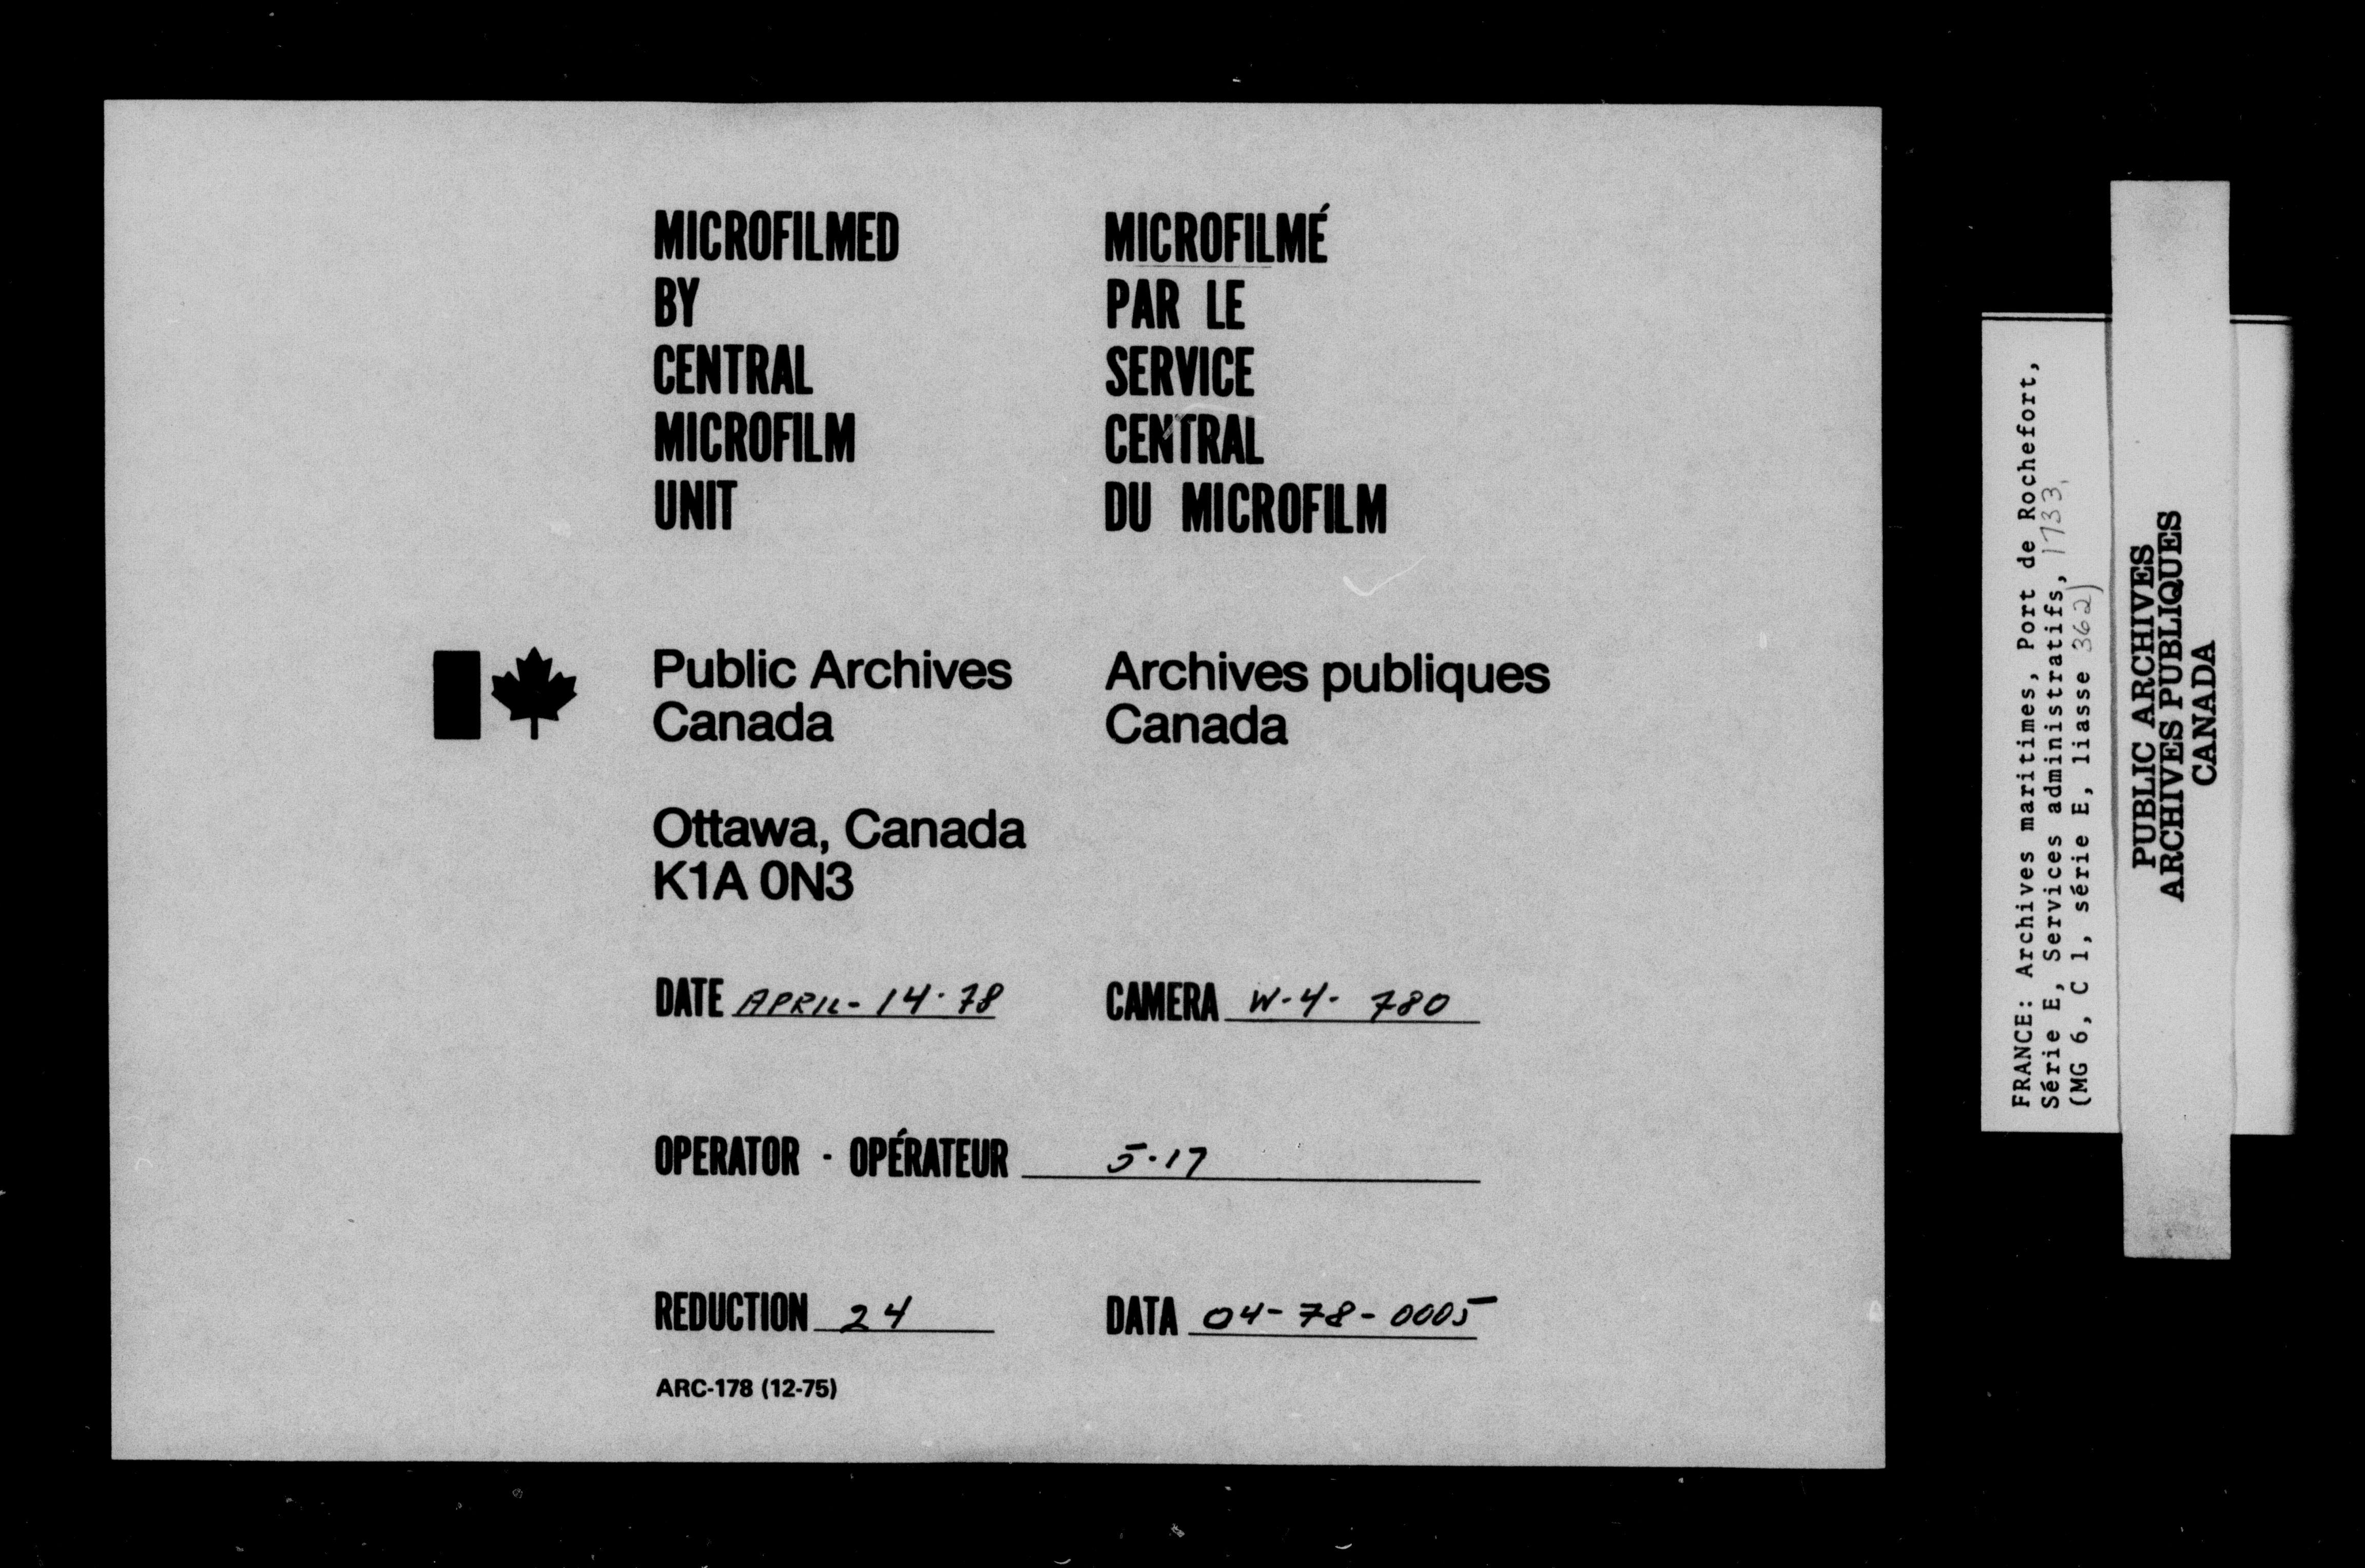 MICROFILMED
BY
CENTRAL
MICROFILM
UNIT
MICROFILMÉ
PAR LE
SERVICE
CENTRAL
DU MICROFILM
Public Archives
Canada
Archives publiques
Canada
Ottawa, Canada
K1A 0N3
DATE APRIL- 14·78
CAMERA W-4- 780
OPERATOR - OPÉRATEUR 5·17
REDUCTION 24
DATA 04-78-0005
ARC-178 (12-75)
FRANCE: Archives maritimes, Port de Rochefort,
Série E, Services administratifs, 1733,
(MG 6, C 1, série E, liasse 362)
PUBLIC ARCHIVES
ARCHIVES PUBLIQUES
CANADA